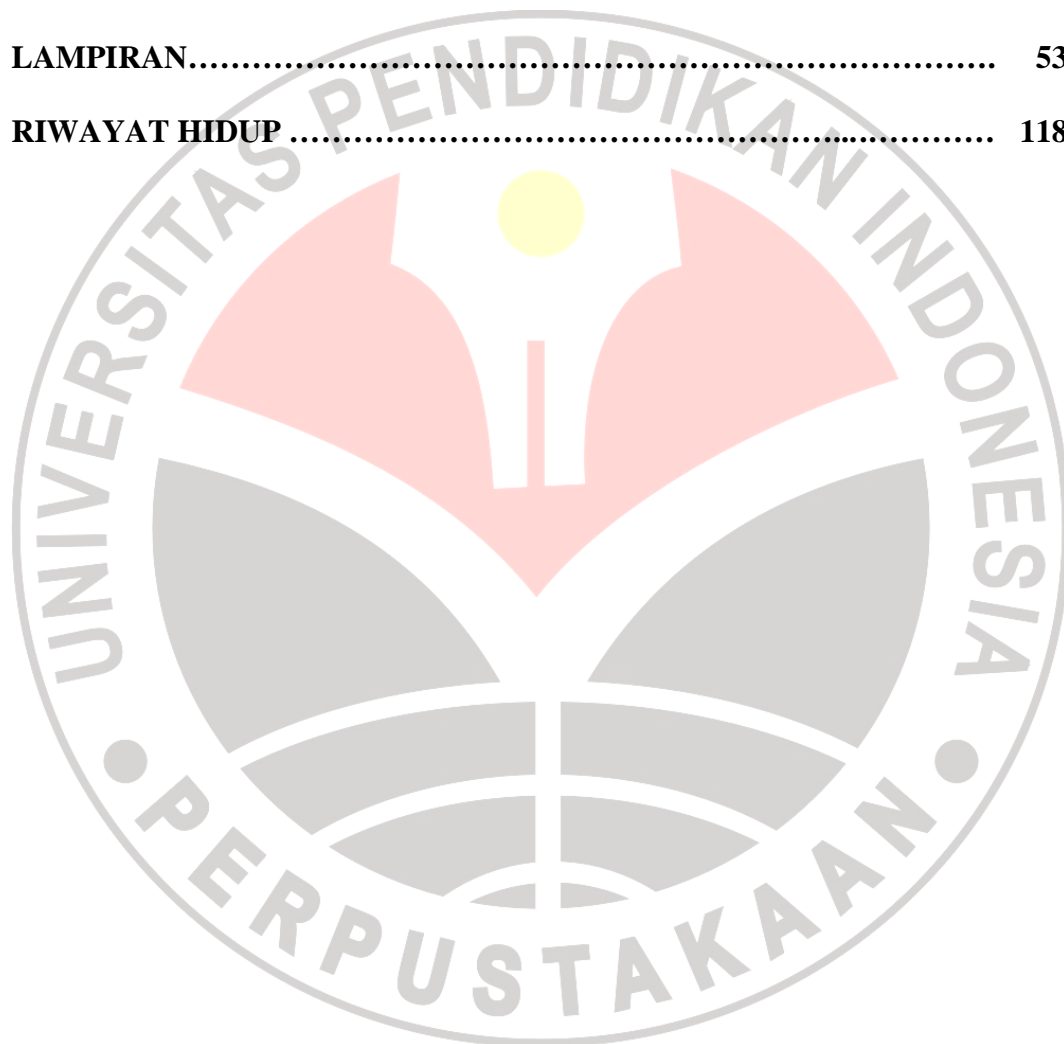 LAMPIRAN…………………………………………………………………. 53
RIWAYAT HIDUP ……………………………………………...………… 118
UNIVERSITAS PENDIDIKAN INDONESIA
PERPUSTAKAAN